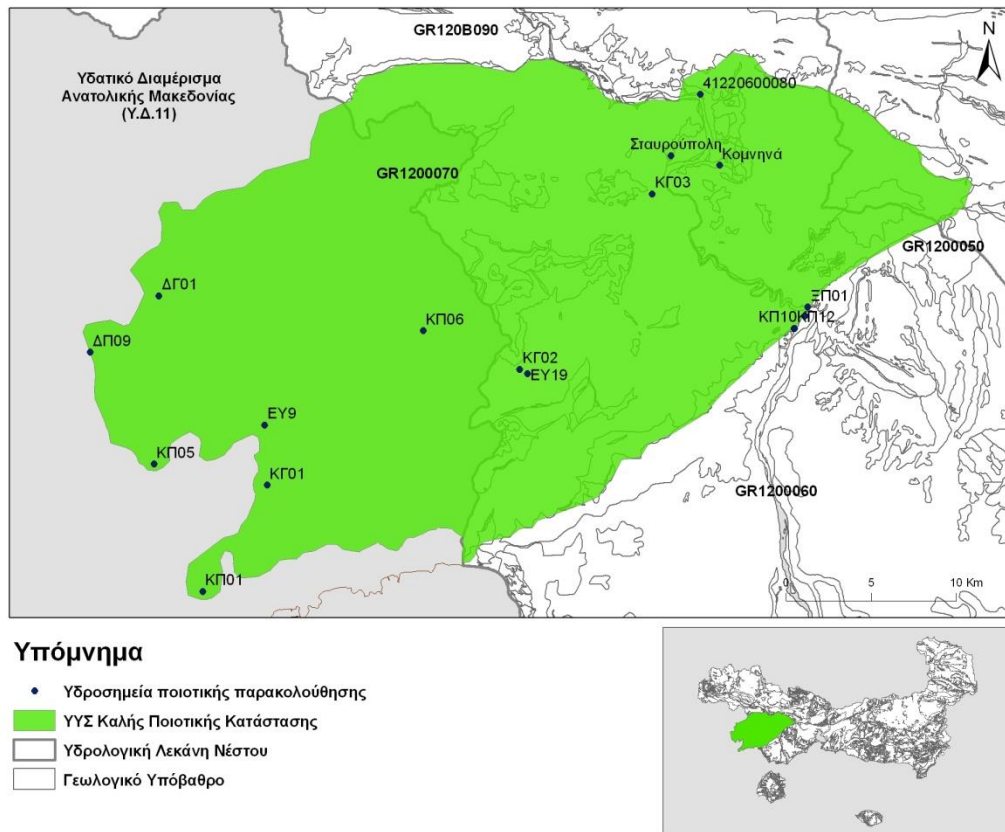 GR120B090
N
Υδατικό Διαμέρισμα
Ανατολικής Μακεδονίας
(Υ.Δ.11)
41220600080
Σταυρούπολη
Κομνηνά
GR1200070
ΚΓ03
GR1200050
ΔΓ01
ΞΠ01
ΚΠ10
ΚΠ12
ΚΠ06
ΔΠ09
ΚΓ02
ΕΥ19
ΕΥ9
ΚΠ05
ΚΓ01
GR1200060
ΚΠ01
0 5 10 Km
Υπόμνημα
Υδροσημεία ποιοτικής παρακολούθησης
ΥΥΣ Καλής Ποιοτικής Κατάστασης
Υδρολογική Λεκάνη Νέστου
Γεωλογικό Υπόβαθρο